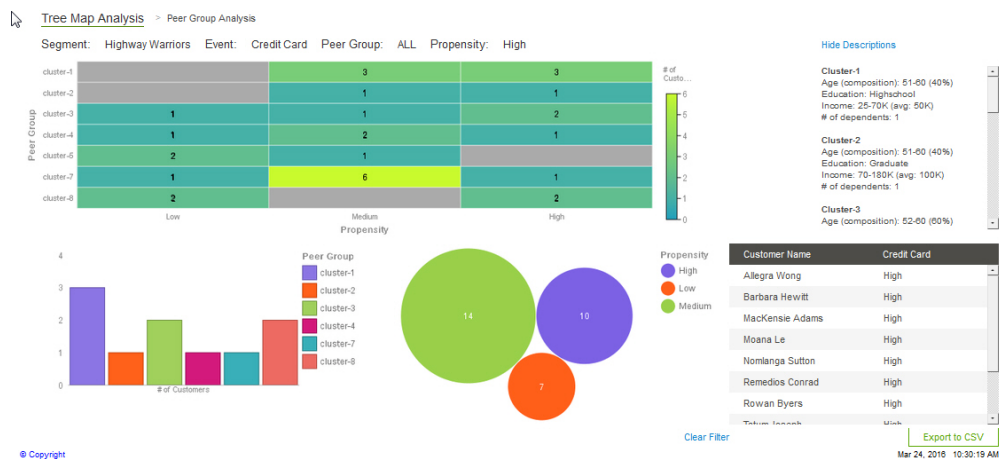 Tree Map Analysis > Peer Group Analysis
Segment: Highway Warriors Event: Credit Card Peer Group: ALL Propensity: High
Hide Descriptions
Peer Group
cluster-1 3 3
cluster-2 1 1
cluster-3 1 1 2
cluster-4 1 2 1
cluster-6 2 1
cluster-7 1 6 1
cluster-8 2 2
Low Medium High
Propensity
# of
Custo...
6
5
4
3
2
1
0
Cluster-1
Age (composition): 51-60 (40%)
Education: Highschool
Income: 25-70K (avg: 50K)
# of dependents: 1
Cluster-2
Age (composition): 51-60 (40%)
Education: Graduate
Income: 70-180K (avg: 100K)
# of dependents: 1
Cluster-3
Age (composition): 52-60 (60%)
4
3
2
1
0
# of Customers
Peer Group
cluster-1
cluster-2
cluster-3
cluster-4
cluster-7
cluster-8
14
10
7
Propensity
High
Low
Medium
Customer Name Credit Card
Allegra Wong High
Barbara Hewitt High
MacKensie Adams High
Moana Le High
Nomlanga Sutton High
Remedios Conrad High
Rowan Byers High
Tatum Joseph High
Clear Filter
Export to CSV
© Copyright
Mar 24, 2016 10:30:19 AM